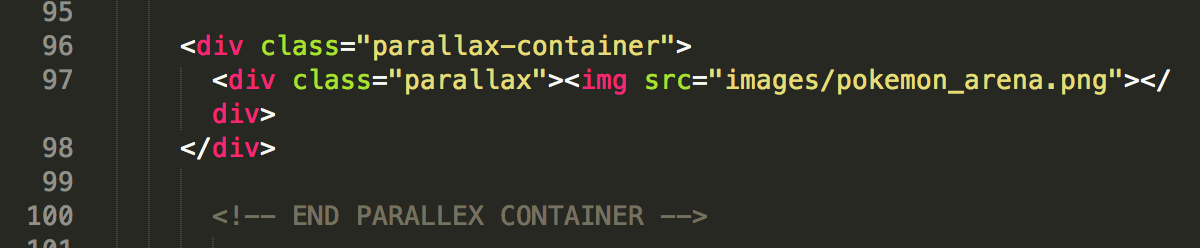 95
96 <div class="parallax-container">
97 <div class="parallax"><img src="images/pokemon_arena.png"></
div>
98 </div>
99
100 <!-- END PARALLEX CONTAINER -->
101